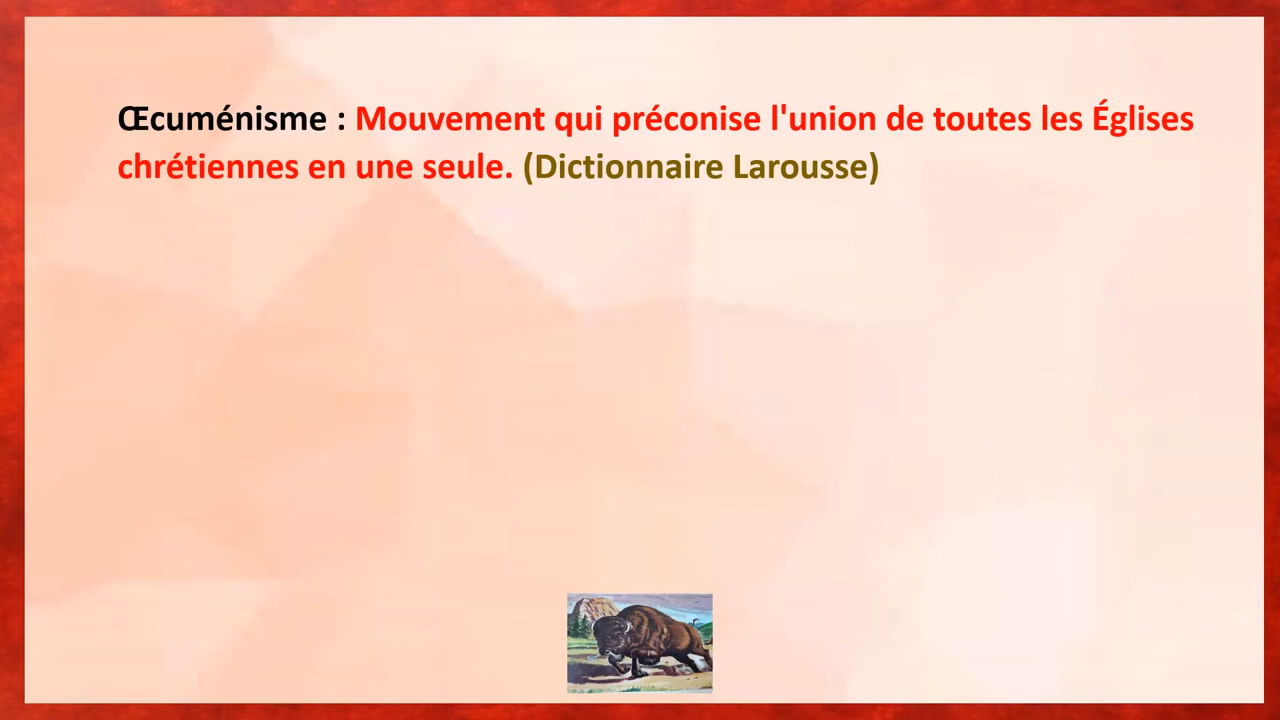 Œcuménisme : Mouvement qui préconise l'union de toutes les Églises
chrétiennes en une seule. (Dictionnaire Larousse)